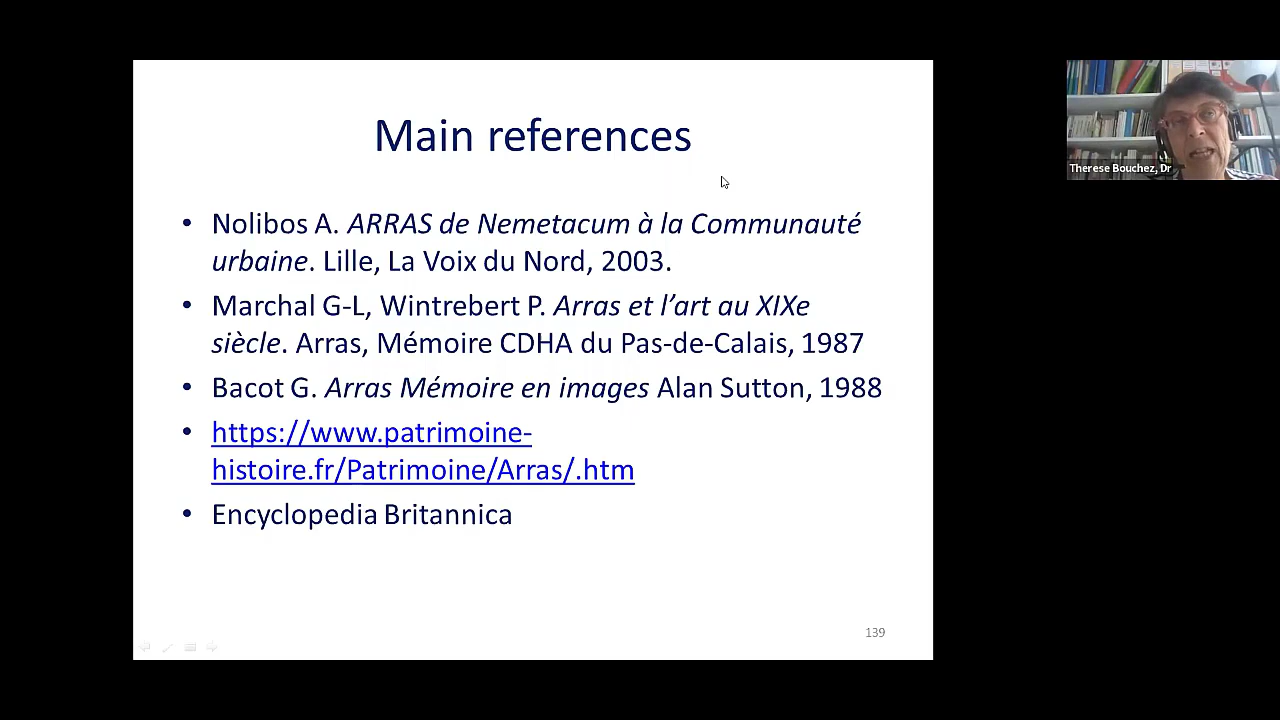 Main references
• Nolibos A. ARRAS de Nemetacum à la Communauté
urbaine. Lille, La Voix du Nord, 2003.
• Marchal G-L, Wintrebert P. Arras et l’art au XIXe
siècle. Arras, Mémoire CDHA du Pas-de-Calais, 1987
• Bacot G. Arras Mémoire en images Alan Sutton, 1988
• https://www.patrimoine-
histoire.fr/Patrimoine/Arras/.htm
• Encyclopedia Britannica
139
Therese Bouchez, Dr